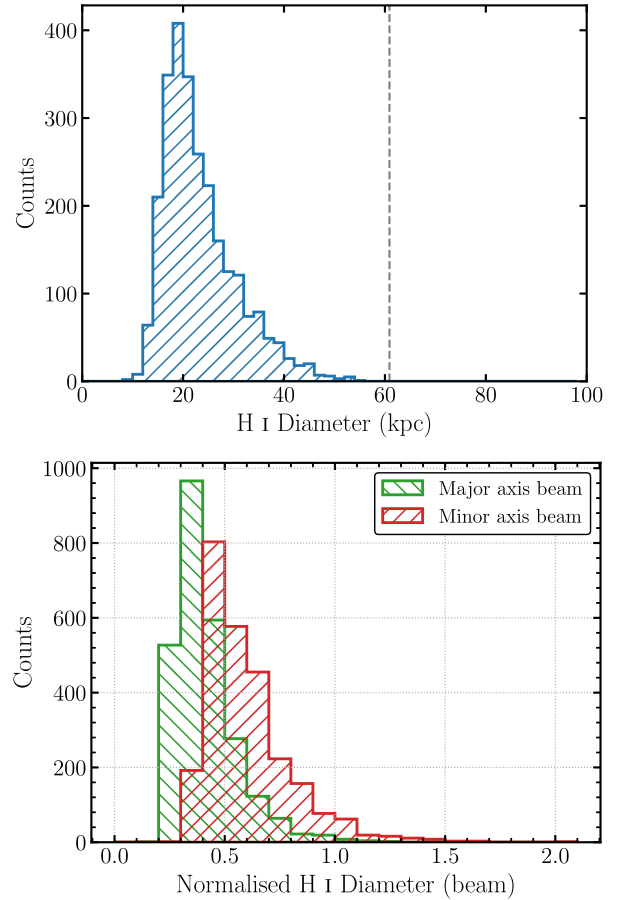 400
300
200
100
0
Counts
0 20 40 60 80 100
H ɪ Diameter (kpc)
1000
800
600
400
200
0
Counts
Major axis beam
Minor axis beam
0.0 0.5 1.0 1.5 2.0
Normalised H ɪ Diameter (beam)